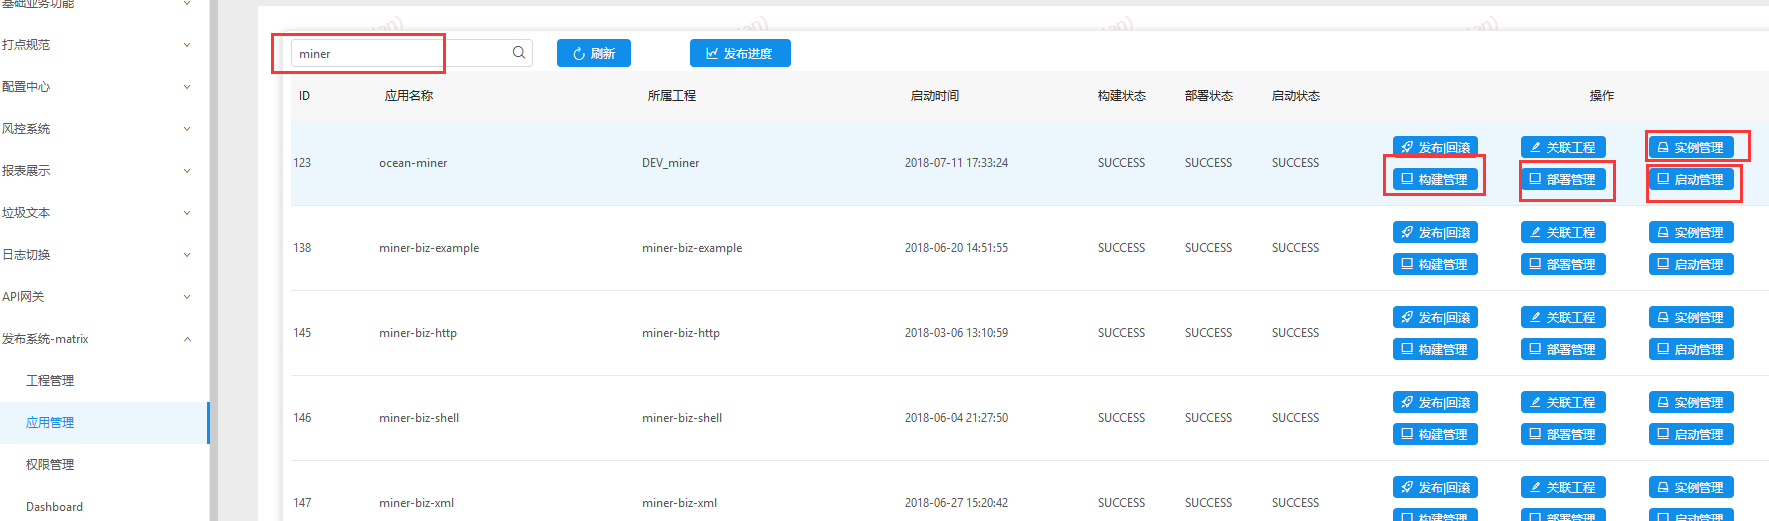 基础业务功能
打点规范
配置中心
风控系统
报表展示
垃圾文本
日志切换
API网关
发布系统-matrix
工程管理
应用管理
权限管理
Dashboard
miner 刷新 发布进度
ID 应用名称 所属工程 启动时间 构建状态 部署状态 启动状态 操作
发布|回滚 关联工程 实例管理
123 ocean-miner DEV_miner 2018-07-11 17:33:24 SUCCESS SUCCESS SUCCESS
构建管理 部署管理 启动管理
发布|回滚 关联工程 实例管理
138 miner-biz-example miner-biz-example 2018-06-20 14:51:55 SUCCESS SUCCESS SUCCESS
构建管理 部署管理 启动管理
发布|回滚 关联工程 实例管理
145 miner-biz-http miner-biz-http 2018-03-06 13:10:59 SUCCESS SUCCESS SUCCESS
构建管理 部署管理 启动管理
发布|回滚 关联工程 实例管理
146 miner-biz-shell miner-biz-shell 2018-06-04 21:27:50 SUCCESS SUCCESS SUCCESS
构建管理 部署管理 启动管理
发布|回滚 关联工程 实例管理
147 miner-biz-xml miner-biz-xml 2018-06-27 15:20:42 SUCCESS SUCCESS SUCCESS
构建管理 部署管理 启动管理